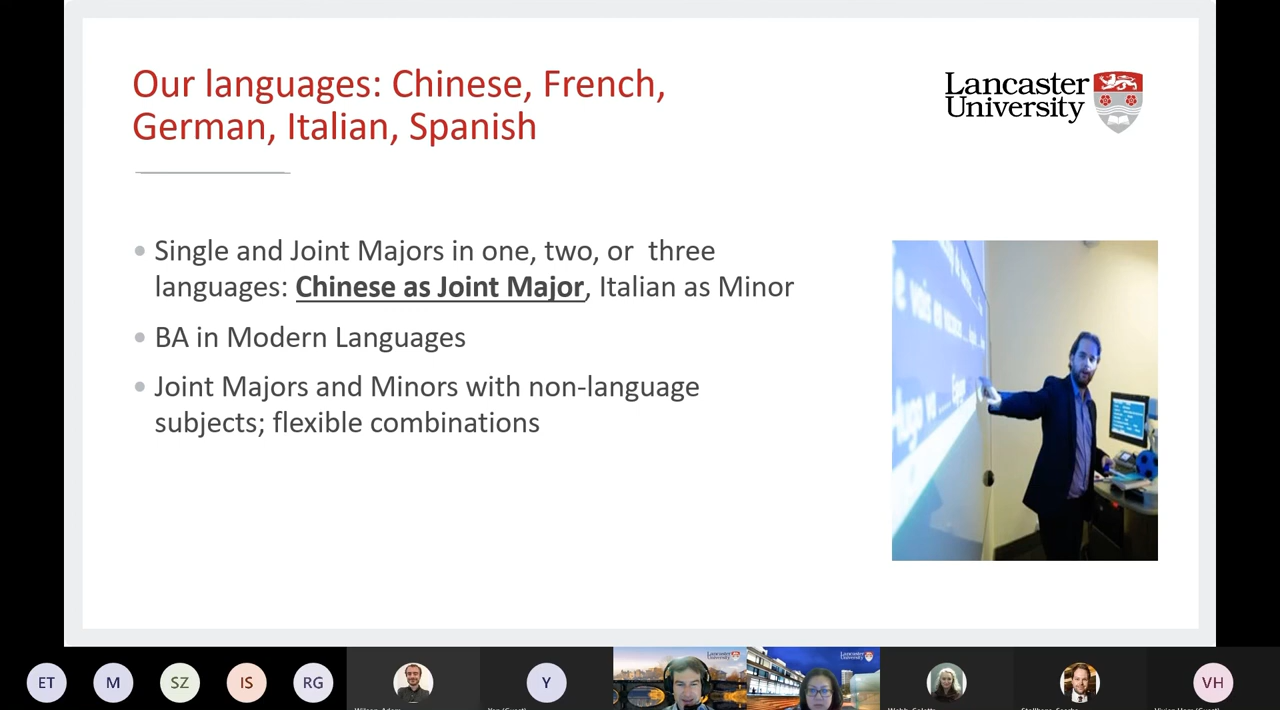 Our languages: Chinese, French,
German, Italian, Spanish
Lancaster
University
Single and Joint Majors in one, two, or three
languages: Chinese as Joint Major, Italian as Minor
BA in Modern Languages
Joint Majors and Minors with non-language
subjects; flexible combinations
ET
M
SZ
IS
RG
Y
VH